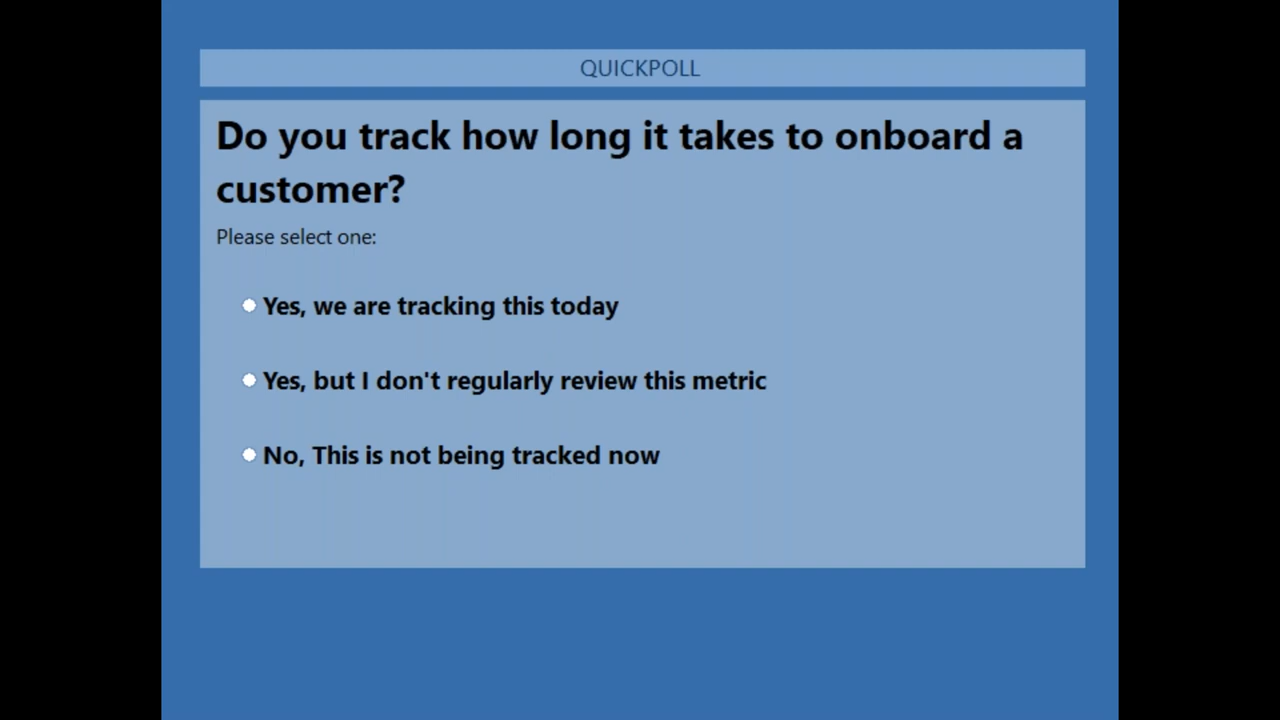 QUICKPOLL
Do you track how long it takes to onboard a
customer?
Please select one:
Yes, we are tracking this today
Yes, but I don't regularly review this metric
No, This is not being tracked now